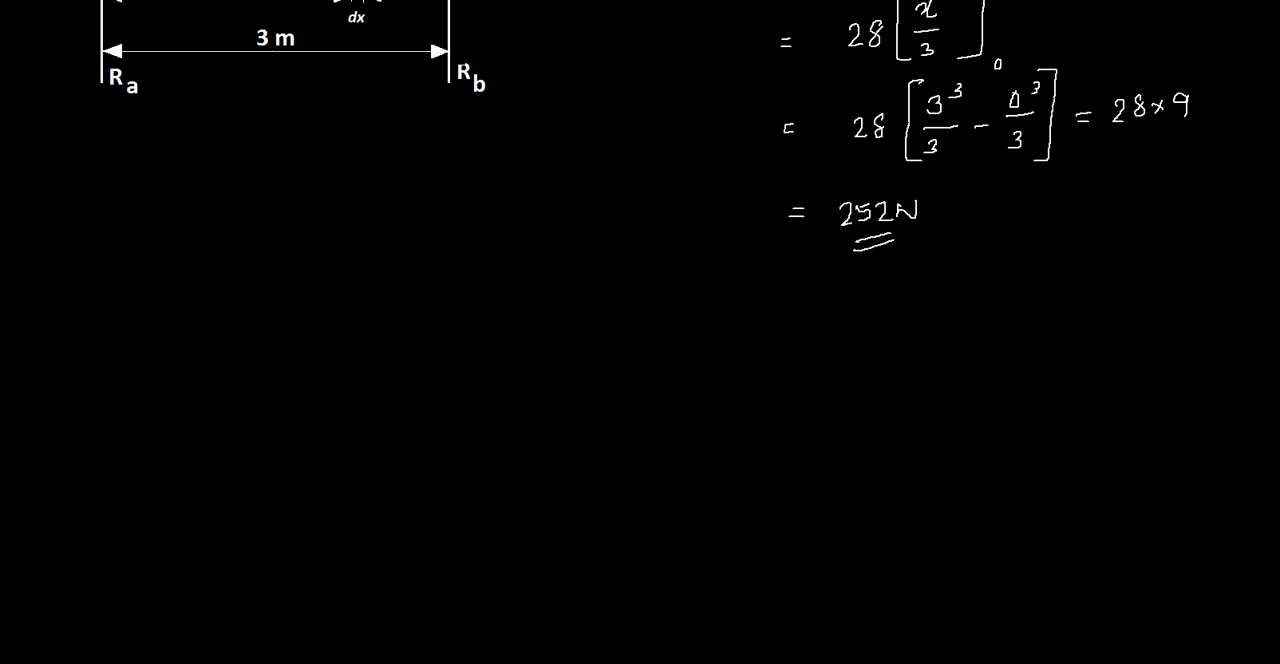 dx
3 m
Ra
Rb
= 28 [x/3]₀
= 28 [3³/3 - 0³/3] = 28×9
= 252N